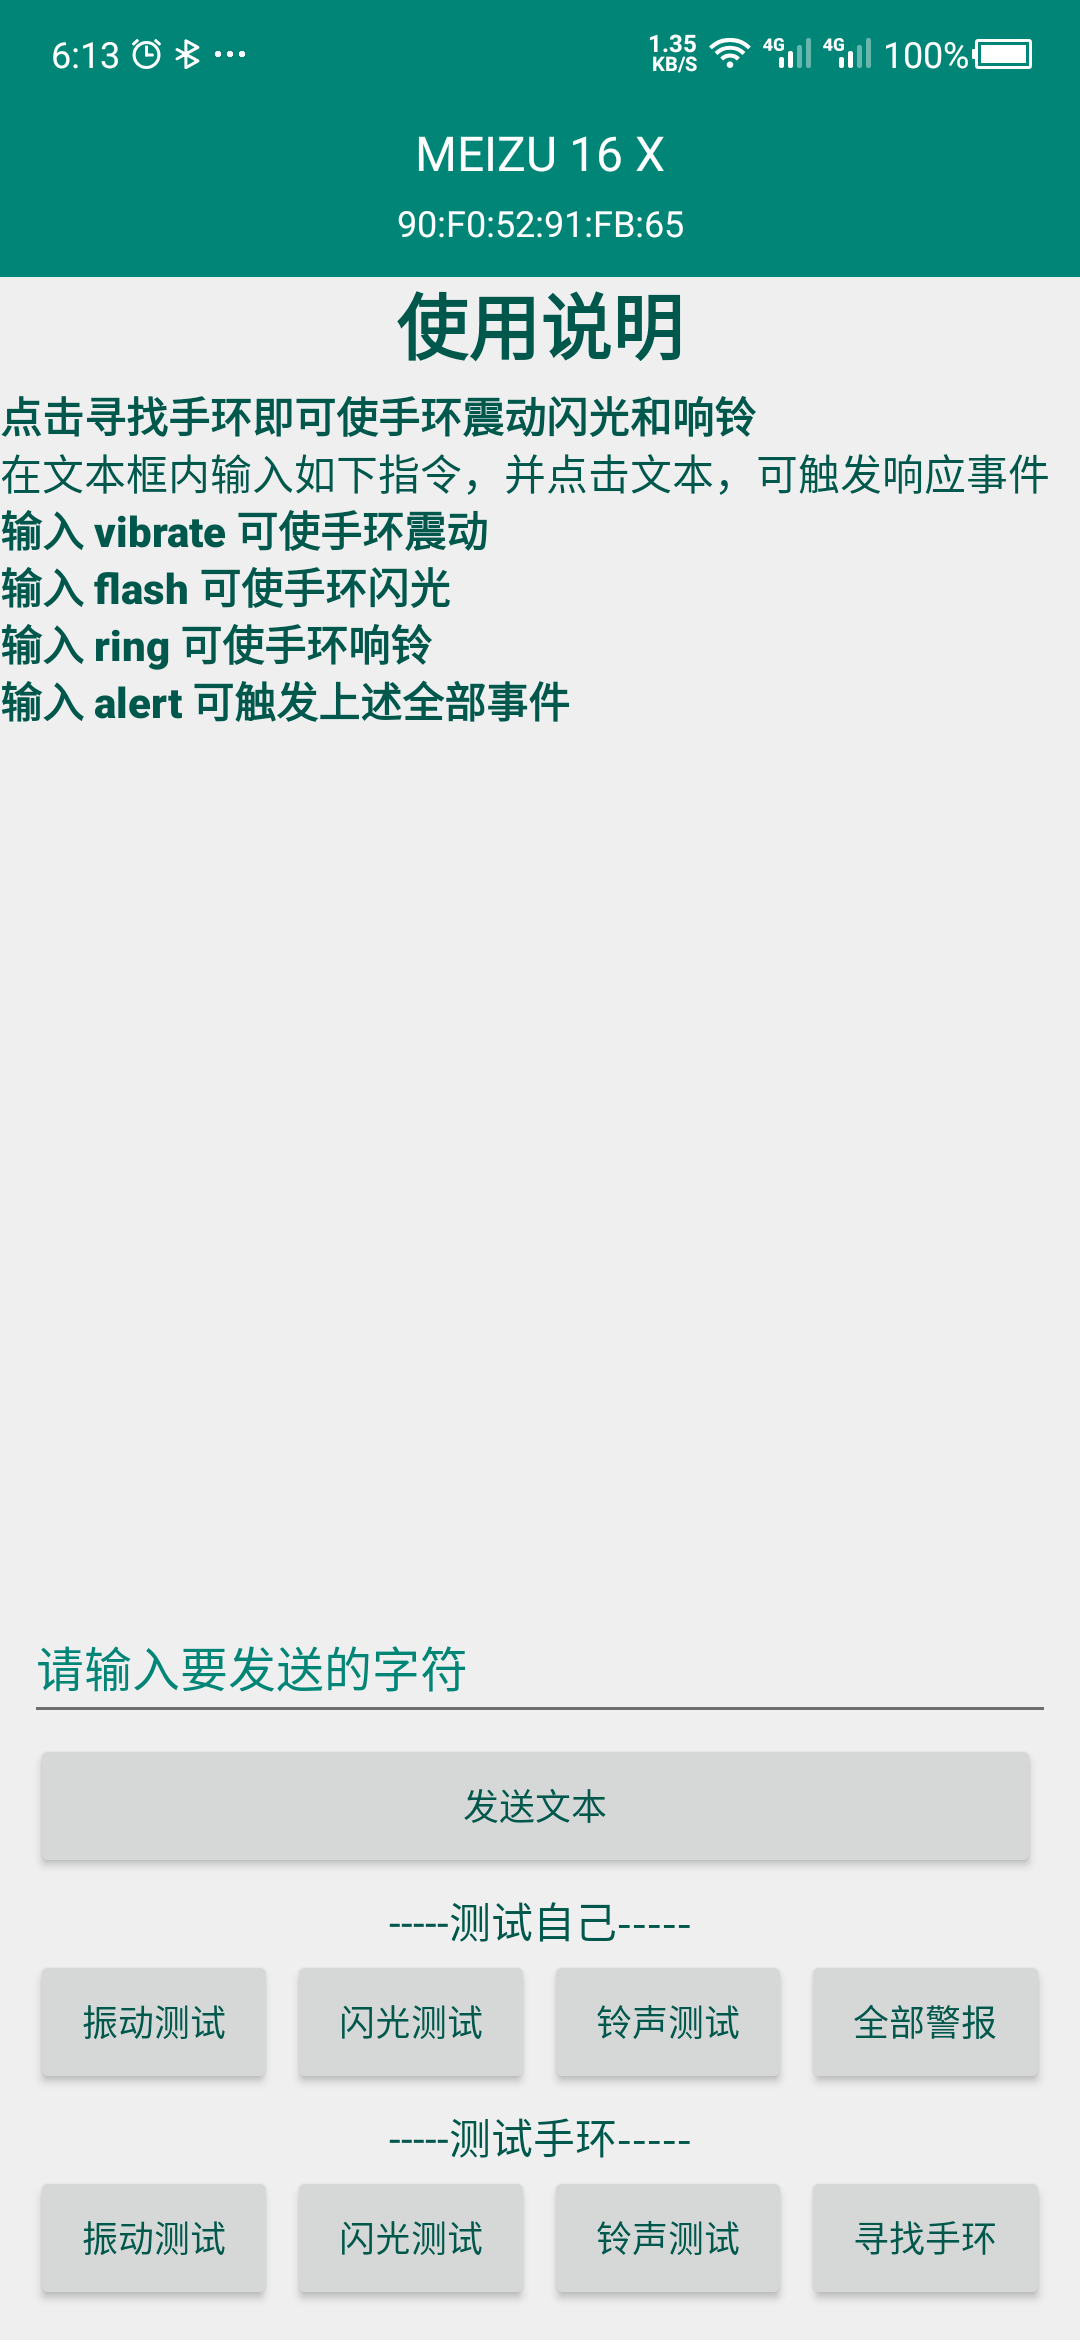 6:13
1.35 KB/S 4G 4G 100%
MEIZU 16 X
90:F0:52:91:FB:65
使用说明
点击寻找手环即可使手环震动闪光和响铃
在文本框内输入如下指令，并点击文本，可触发响应事件
输入 vibrate 可使手环震动
输入 flash 可使手环闪光
输入 ring 可使手环响铃
输入 alert 可触发上述全部事件
请输入要发送的字符
发送文本
-----测试自己-----
振动测试 闪光测试 铃声测试 全部警报
-----测试手环-----
振动测试 闪光测试 铃声测试 寻找手环